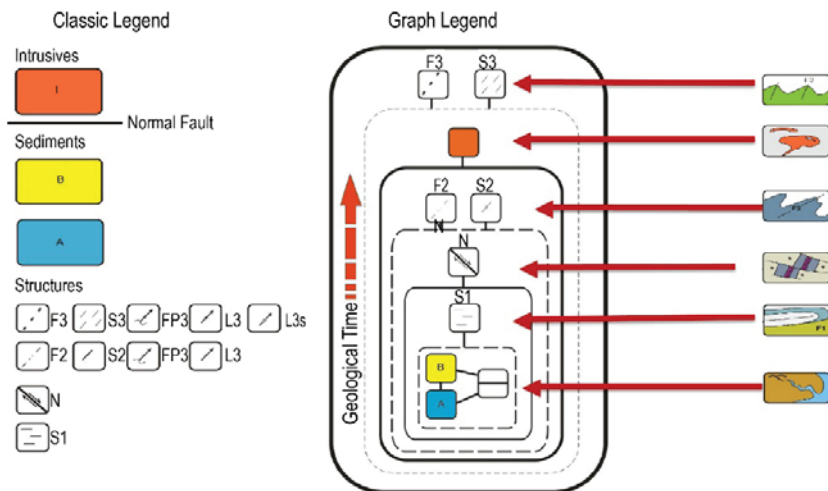 Classic Legend
Graph Legend
Intrusives
I
Normal Fault
Sediments
B
A
Structures
F3 S3 FP3 L3 L3s
F2 S2 FP3 L3
N
S1
Geological Time
F3 S3
F2 S2
N
N
S1
B
A
F1